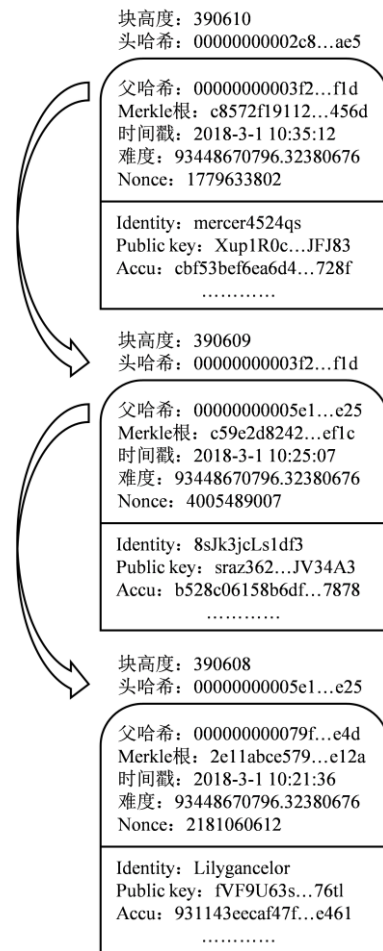 块高度：390610
头哈希：00000000002c8…ae5
父哈希：00000000003f2…f1d
Merkle根：c8572f19112…456d
时间戳：2018-3-1 10:35:12
难度：93448670796.32380676
Nonce：1779633802
Identity：mercer4524qs
Public key：Xup1R0c…JFJ83
Accu：cbf53bef6ea6d4…728f
…………
块高度：390609
头哈希：00000000003f2…f1d
父哈希：00000000005e1…e25
Merkle根：c59e2d8242…ef1c
时间戳：2018-3-1 10:25:07
难度：93448670796.32380676
Nonce：4005489007
Identity：8sJk3jcLs1df3
Public key：sraz362…JV34A3
Accu：b528c06158b6df…7878
…………
块高度：390608
头哈希：00000000005e1…e25
父哈希：000000000079f…e4d
Merkle根：2e11abce579…e12a
时间戳：2018-3-1 10:21:36
难度：93448670796.32380676
Nonce：2181060612
Identity：Lilygancelor
Public key：fVF9U63s…76tl
Accu：931143eecaf47f…e461
…………